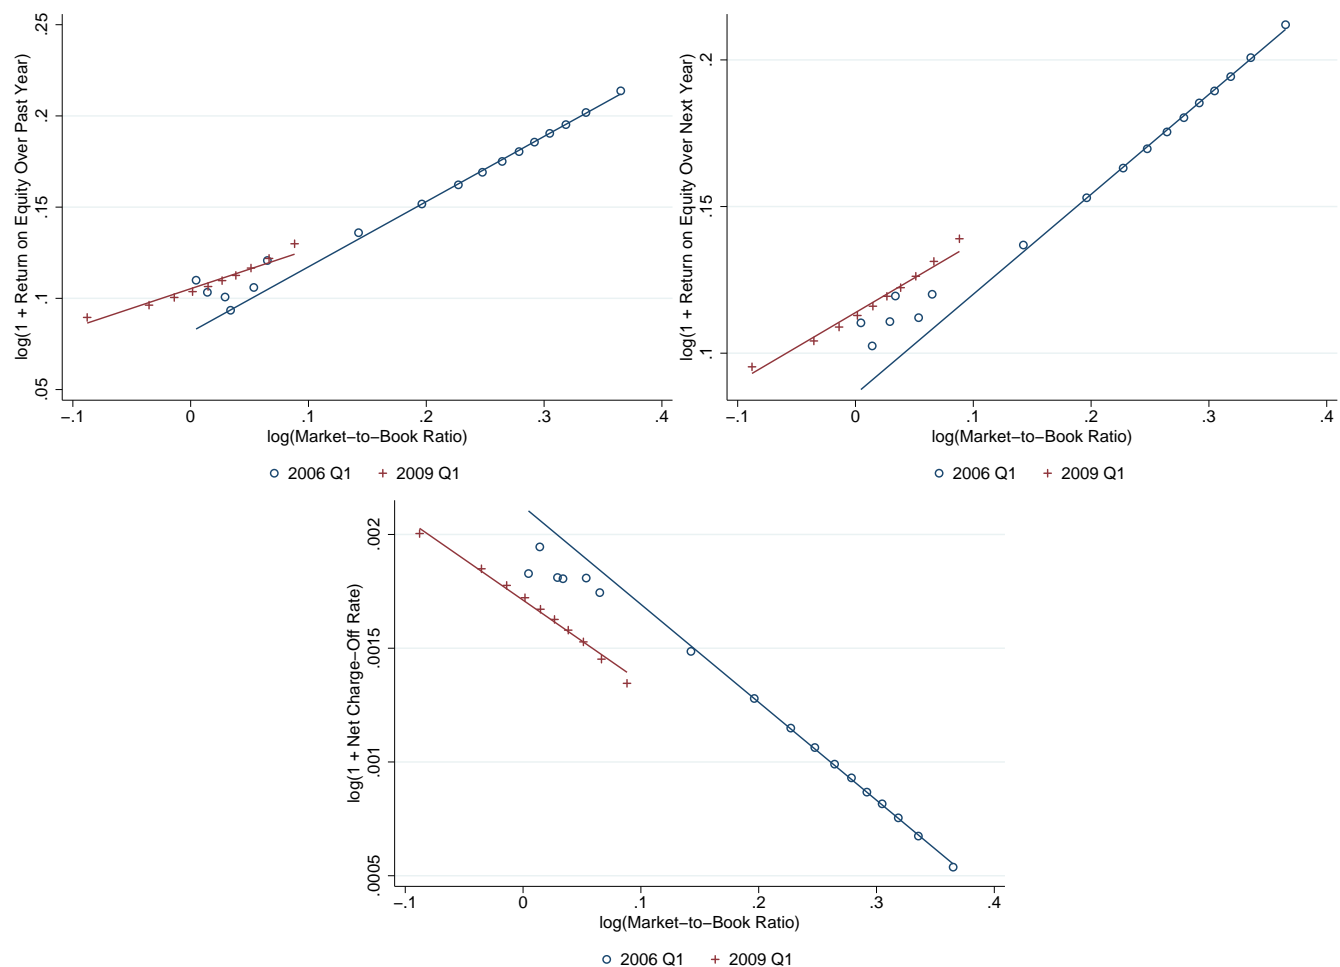 log(1 + Return on Equity Over Past Year)
.25
.2
.15
.1
.05
−.1 0 .1 .2 .3 .4
log(Market−to−Book Ratio)
2006 Q1 2009 Q1
log(1 + Return on Equity Over Next Year)
.2
.15
.1
−.1 0 .1 .2 .3 .4
log(Market−to−Book Ratio)
2006 Q1 2009 Q1
log(1 + Net Charge−Off Rate)
.002
.0015
.001
.0005
−.1 0 .1 .2 .3 .4
log(Market−to−Book Ratio)
2006 Q1 2009 Q1